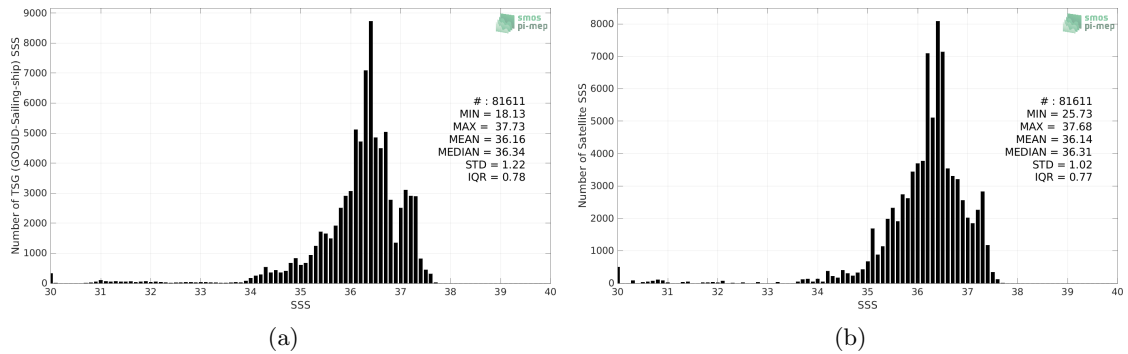 smos
pi-mep
Number of TSG (GOSUD-Sailing-ship) SSS
9000
8000
7000
6000
5000
4000
3000
2000
1000
0
# : 81611
MIN = 18.13
MAX = 37.73
MEAN = 36.16
MEDIAN = 36.34
STD = 1.22
IQR = 0.78
30 31 32 33 34 35 36 37 38 39 40
SSS
(a)
smos
pi-mep
Number of Satellite SSS
8000
7000
6000
5000
4000
3000
2000
1000
0
# : 81611
MIN = 25.73
MAX = 37.68
MEAN = 36.14
MEDIAN = 36.31
STD = 1.02
IQR = 0.77
30 31 32 33 34 35 36 37 38 39 40
SSS
(b)